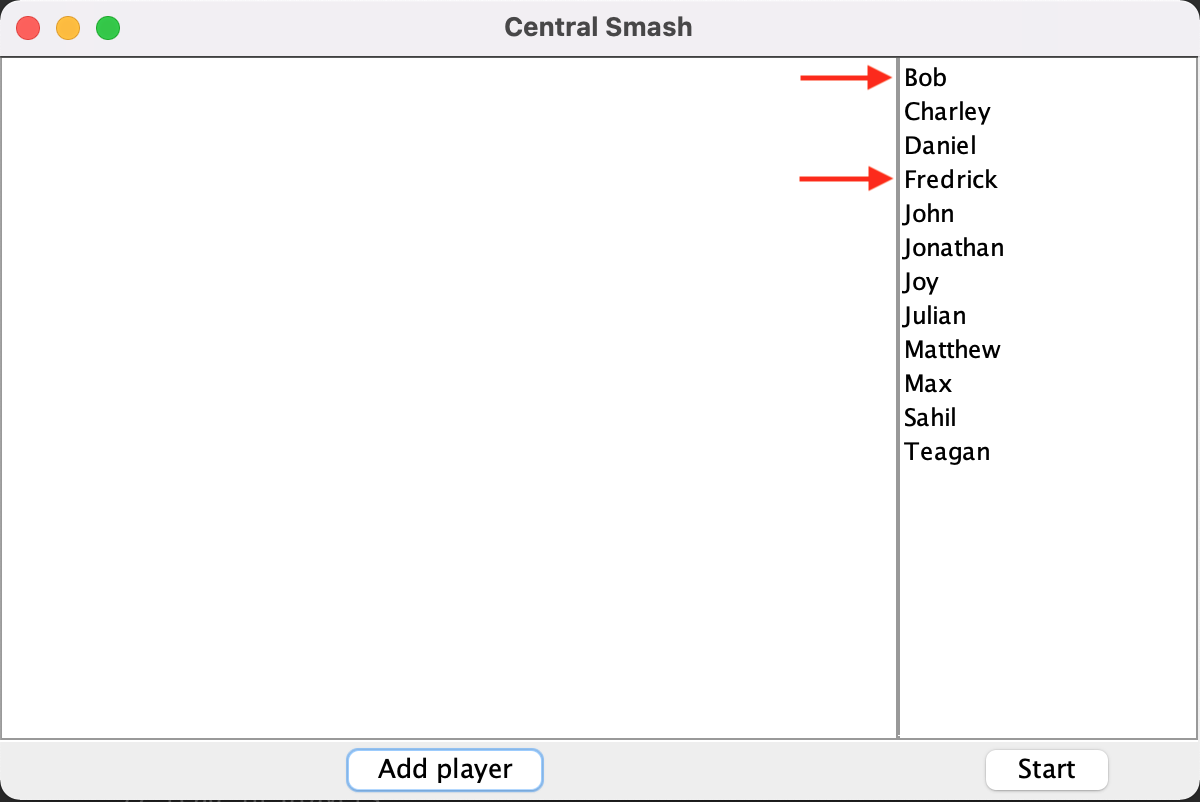 Central Smash
Bob
Charley
Daniel
Fredrick
John
Jonathan
Joy
Julian
Matthew
Max
Sahil
Teagan
Add player
Start